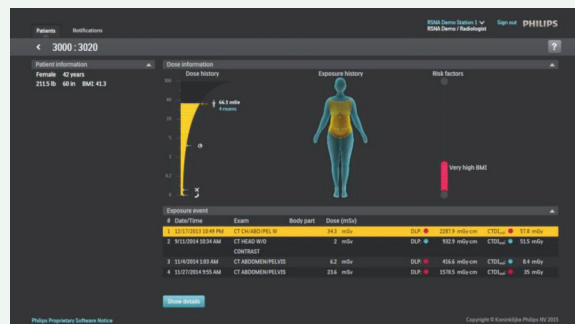 RSNA Demo Station 1 Sign out PHILIPS
Patients Notifications RSNA Demo / Radiologist
< 3000 : 3020 ?
Patient information Dose information
Female 42 years Dose history Exposure history Risk factors
211.5 lb 60 in BMI: 41.3
100
66.3 mSv
4 exams
20
5
3
0.2
Very high BMI
Exposure event
# Date/Time Exam Body part Dose (mSv)
1 12/17/2013 10:49 PM CT CH/ABD/PEL W 34.3 mSv DLP: 2287.9 mGy·cm CTDIvol: 57.8 mGy
2 9/11/2014 10:34 AM CT HEAD W/O CONTRAST 2 mSv DLP: 932.9 mGy·cm CTDIvol: 51.5 mGy
3 11/4/2014 1:03 AM CT ABDOMEN/PELVIS 6.2 mSv DLP: 416.6 mGy·cm CTDIvol: 8.4 mGy
4 11/27/2014 9:55 AM CT ABDOMEN/PELVIS 23.6 mSv DLP: 1578.5 mGy·cm CTDIvol: 35 mGy
Show details
Philips Proprietary Software Notice Copyright © Koninklijke Philips NV 2015